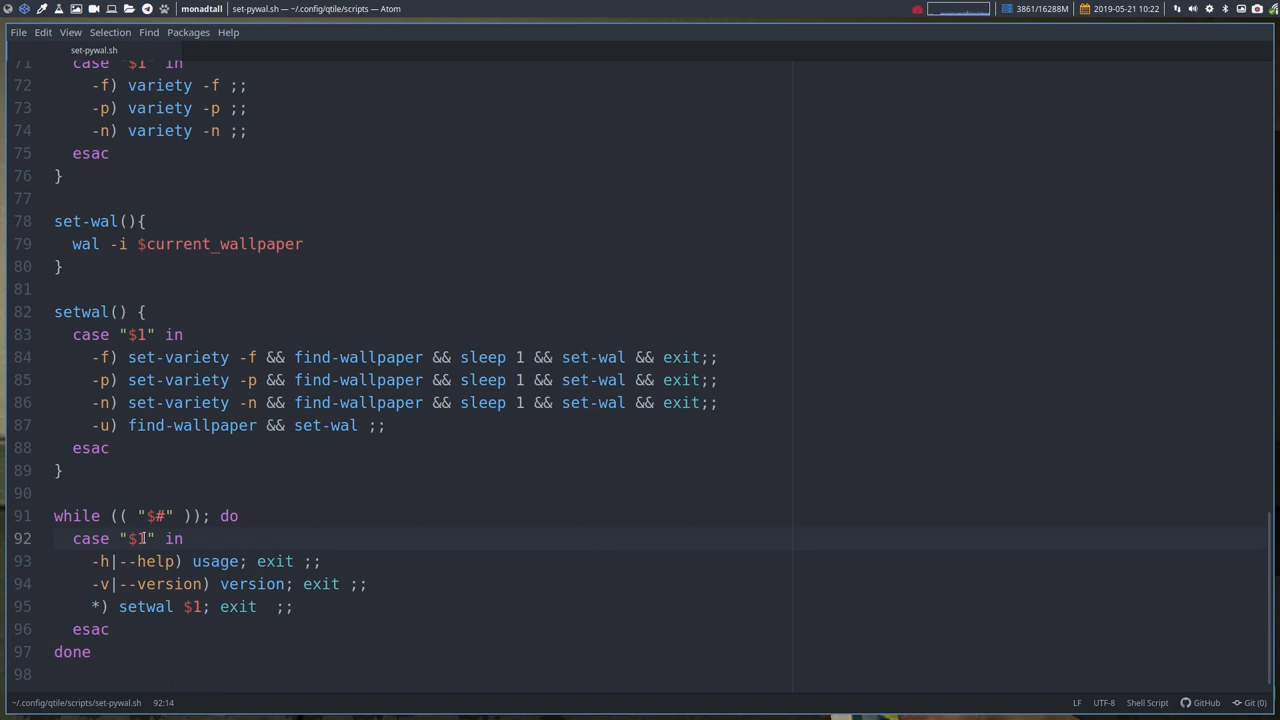 monadtall
set-pywal.sh — ~/.config/qtile/scripts — Atom
3861/16288M
2019-05-21 10:22
File Edit View Selection Find Packages Help
set-pywal.sh
71 case "$1" in
72 -f) variety -f ;;
73 -p) variety -p ;;
74 -n) variety -n ;;
75 esac
76 }
77
78 set-wal(){
79 wal -i $current_wallpaper
80 }
81
82 setwal() {
83 case "$1" in
84 -f) set-variety -f && find-wallpaper && sleep 1 && set-wal && exit;;
85 -p) set-variety -p && find-wallpaper && sleep 1 && set-wal && exit;;
86 -n) set-variety -n && find-wallpaper && sleep 1 && set-wal && exit;;
87 -u) find-wallpaper && set-wal ;;
88 esac
89 }
90
91 while (( "$#" )); do
92 case "$1" in
93 -h|--help) usage; exit ;;
94 -v|--version) version; exit ;;
95 *) setwal $1; exit  ;;
96 esac
97 done
98
~/.config/qtile/scripts/set-pywal.sh 92:14 LF UTF-8 Shell Script GitHub Git (0)